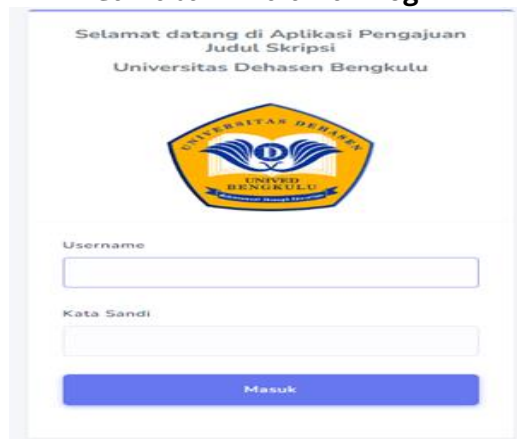 Selamat datang di Aplikasi Pengajuan
Judul Skripsi
Universitas Dehasen Bengkulu
UNIVERSITAS DEHASEN
D
UNIVED
BENGKULU
Username
Kata Sandi
Masuk